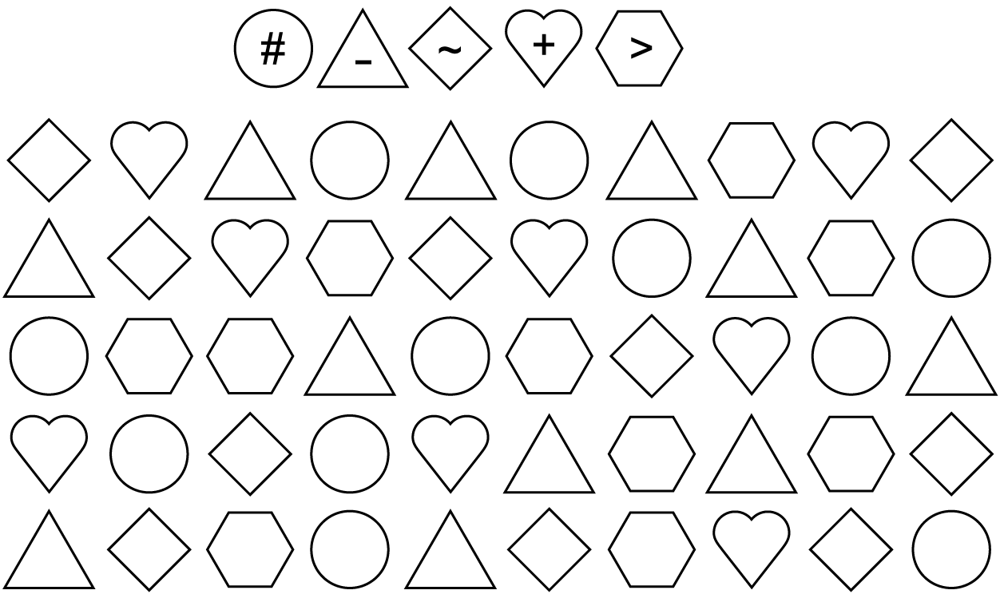 # - ~ + >